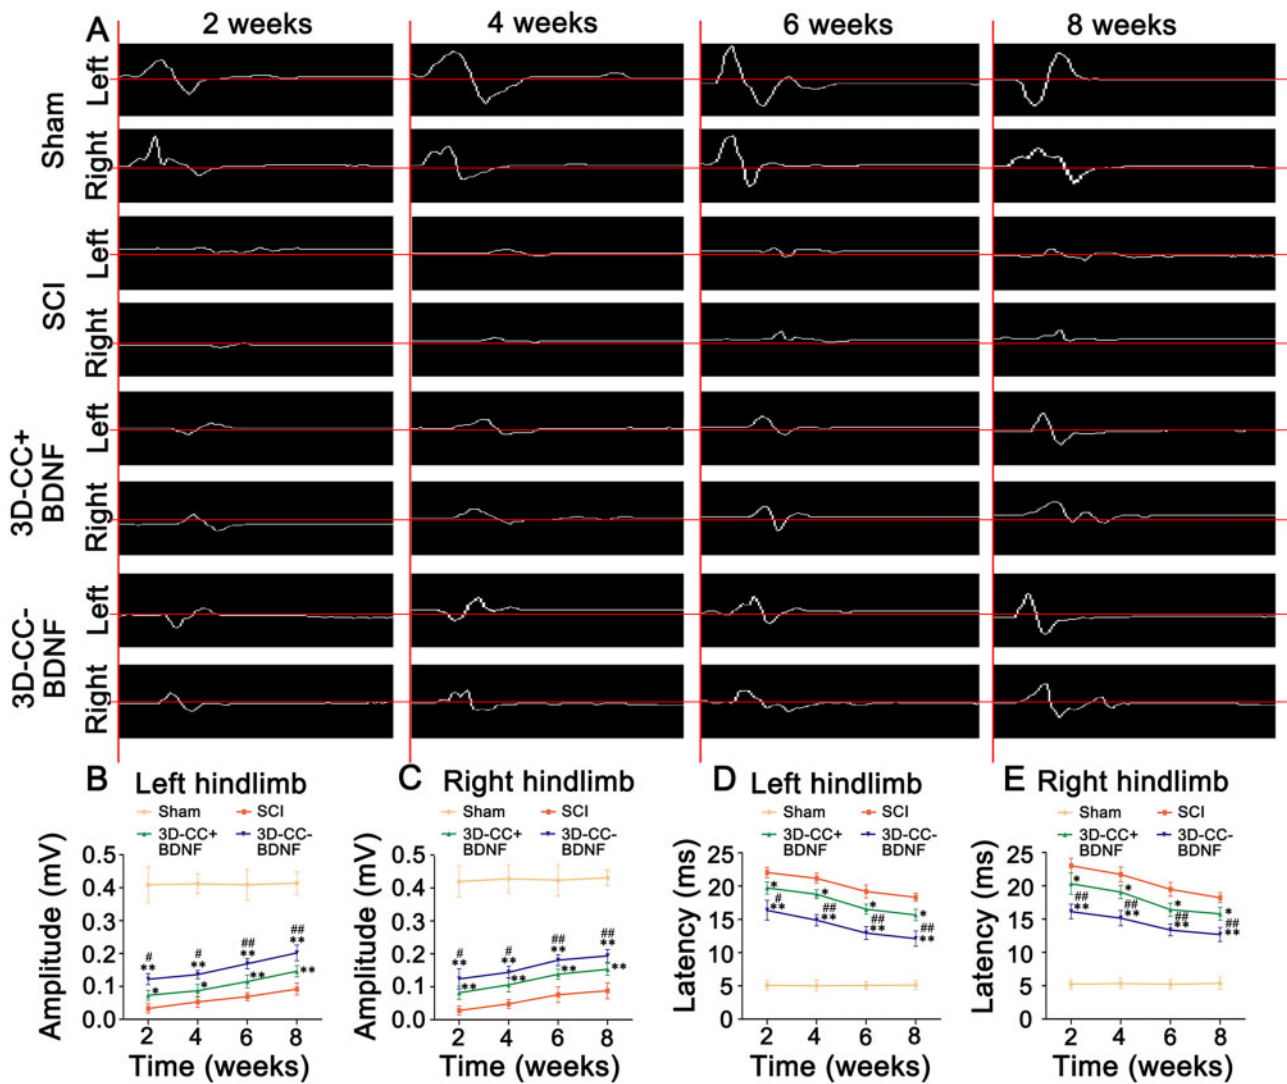 A
2 weeks
4 weeks
6 weeks
8 weeks
Sham
Left
Right
SCI
Left
Right
3D-CC+
BDNF
Left
Right
3D-CC-
BDNF
Left
Right
B
Left hindlimb
Sham
SCI
3D-CC+
BDNF
3D-CC-
BDNF
Amplitude (mV)
0.5
0.4
0.3
0.2
0.1
0.0
#
**
#
**
##
**
##
**
*
*
**
**
2 4 6 8
Time (weeks)
C
Right hindlimb
Sham
SCI
3D-CC+
BDNF
3D-CC-
BDNF
Amplitude (mV)
0.5
0.4
0.3
0.2
0.1
0.0
#
**
#
**
##
**
##
**
**
**
**
**
2 4 6 8
Time (weeks)
D
Left hindlimb
Sham
SCI
3D-CC+
BDNF
3D-CC-
BDNF
Latency (ms)
25
20
15
10
5
0
*
*
*
*
#
**
##
**
##
**
##
**
2 4 6 8
Time (weeks)
E
Right hindlimb
Sham
SCI
3D-CC+
BDNF
3D-CC-
BDNF
Latency (ms)
25
20
15
10
5
0
*
*
*
*
##
**
##
**
##
**
##
**
2 4 6 8
Time (weeks)